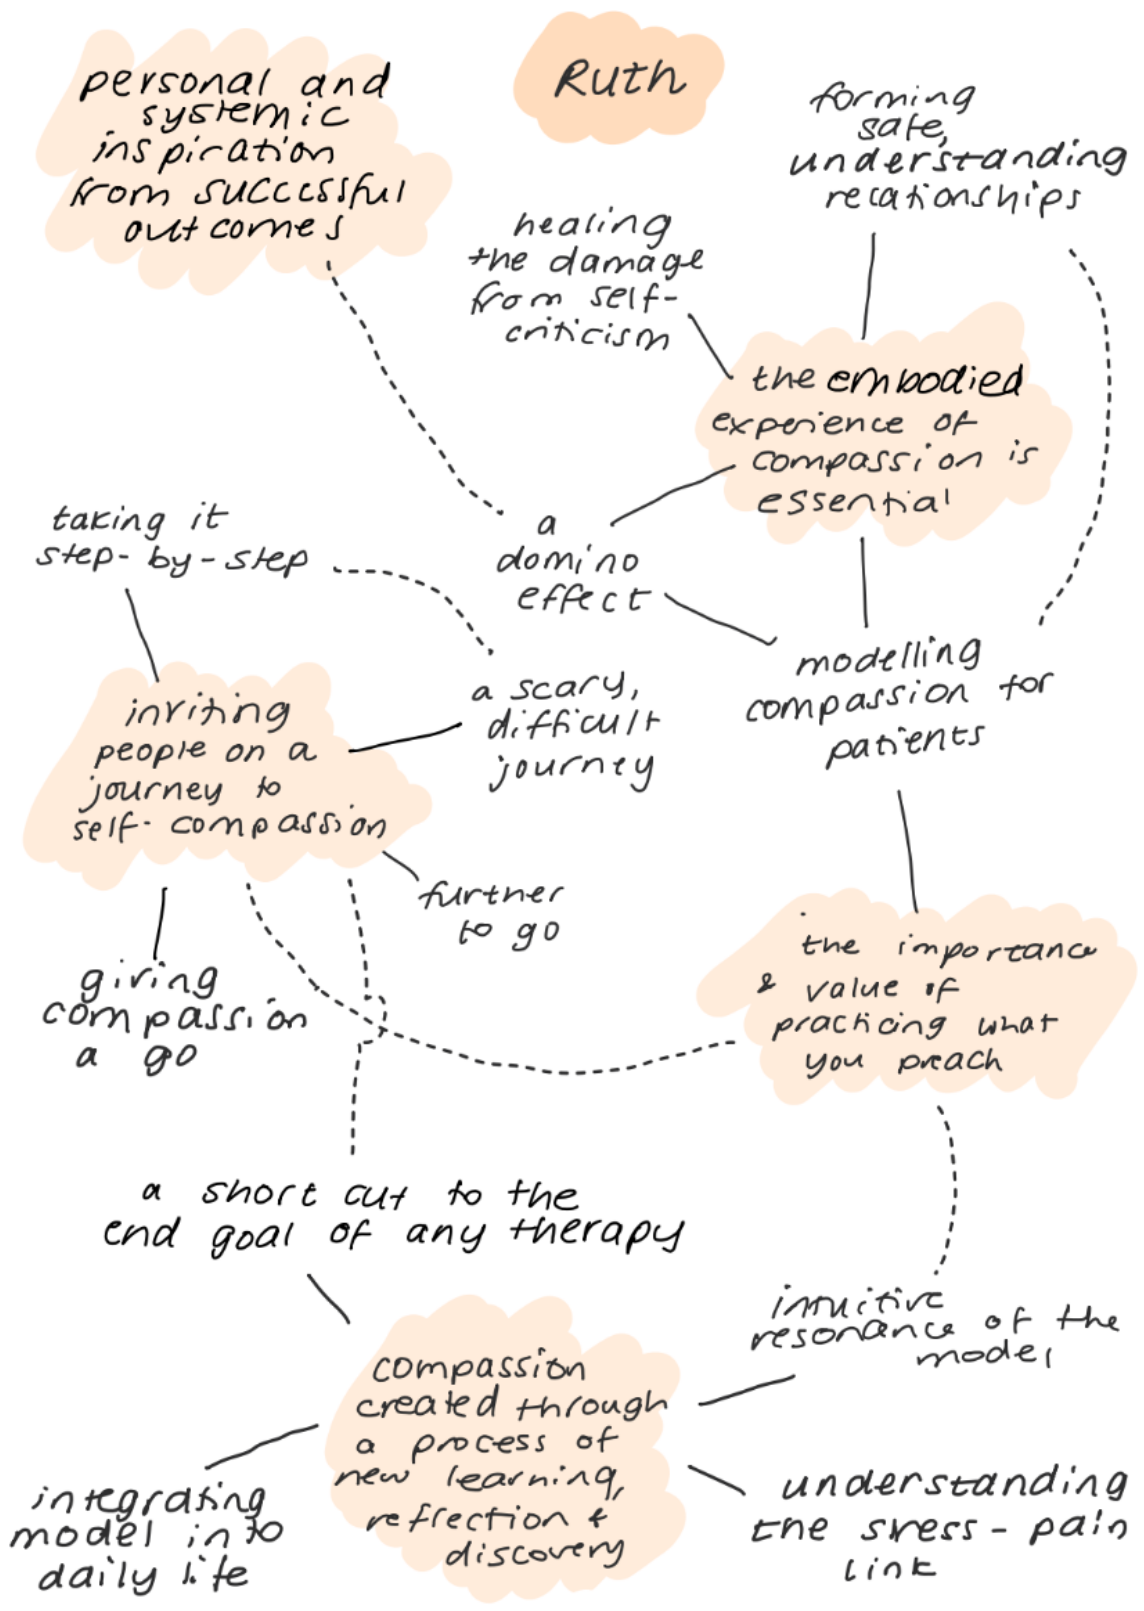 Ruth
personal and
systemic
inspiration
from successful
outcomes
forming
safe,
understanding
relationships
healing
the damage
from self-
criticism
the embodied
experience of
compassion is
essential
a
domino
effect
taking it
step-by-step
modelling
compassion for
patients
a scary,
difficult
journey
inviting
people on a
journey to
self-compassion
further
to go
giving
compassion
a go
the importance
& value of
practicing what
you preach
a short cut to the
end goal of any therapy
intuitive
resonance of the
model
compassion
created through
a process of
new learning,
reflection &
discovery
integrating
model into
daily life
understanding
the stress-pain
link